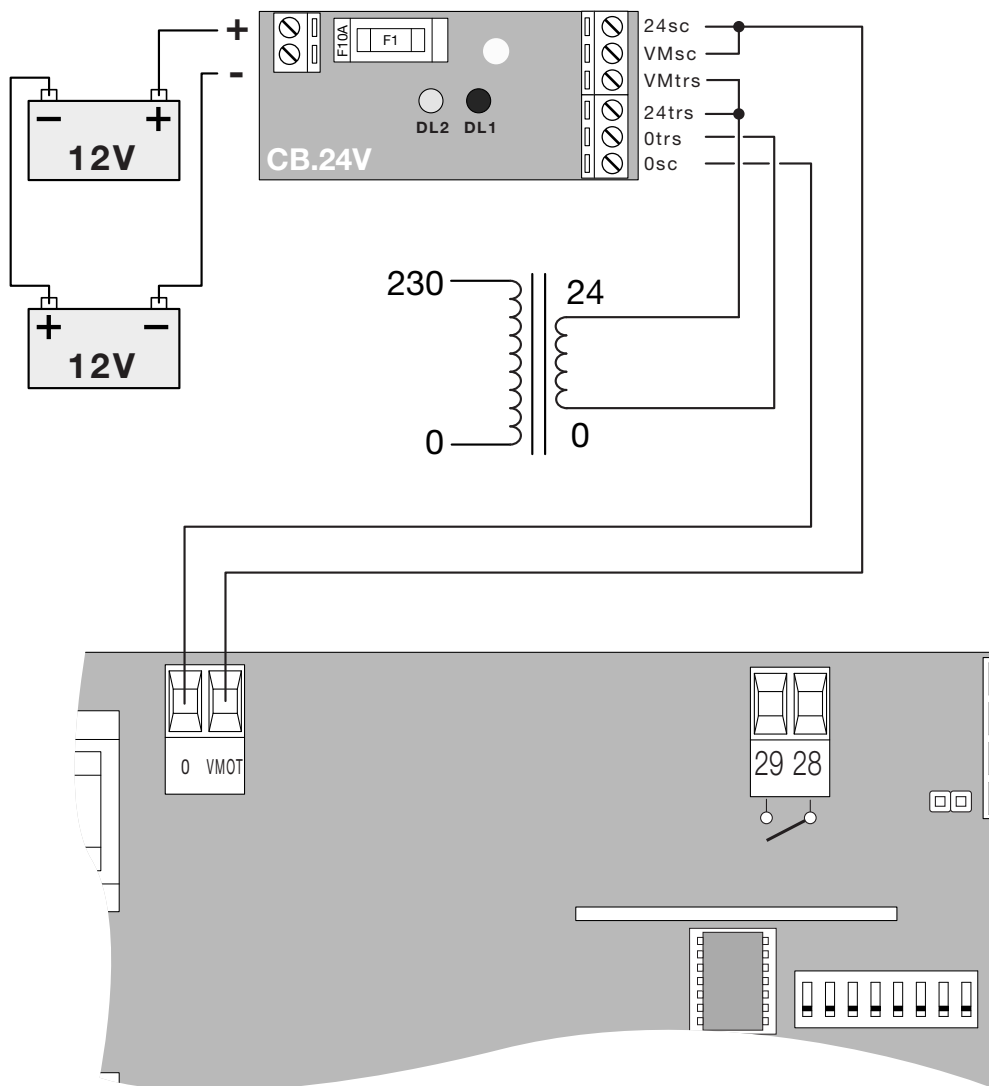 +
-
F10A
F1
24sc
VMsc
VMtrs
24trs
0trs
0sc
DL2 DL1
CB.24V
− +
12V
+ −
12V
230
24
0
0
0 VMOT
29 28